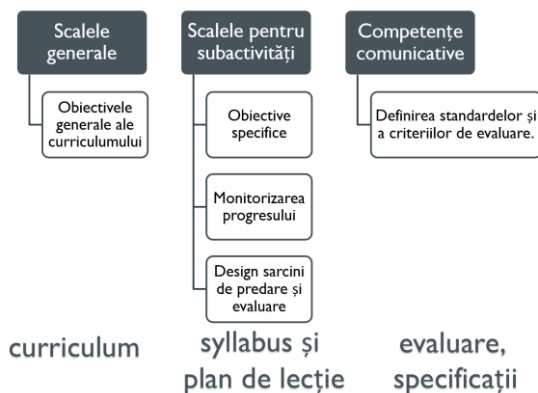 Scalele
generale
Obiectivele
generale ale
curriculumului
Scalele pentru
subactivități
Obiective
specifice
Monitorizarea
progresului
Design sarcini
de predare și
evaluare
Competențe
comunicative
Definirea standardelor și
a criteriilor de evaluare.
curriculum
syllabus și
plan de lecție
evaluare,
specificații